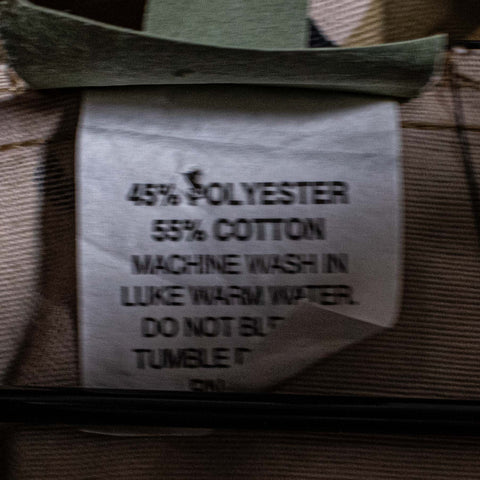 45% POLYESTER
55% COTTON
MACHINE WASH IN
LUKE WARM WATER.
DO NOT
TUMBLE